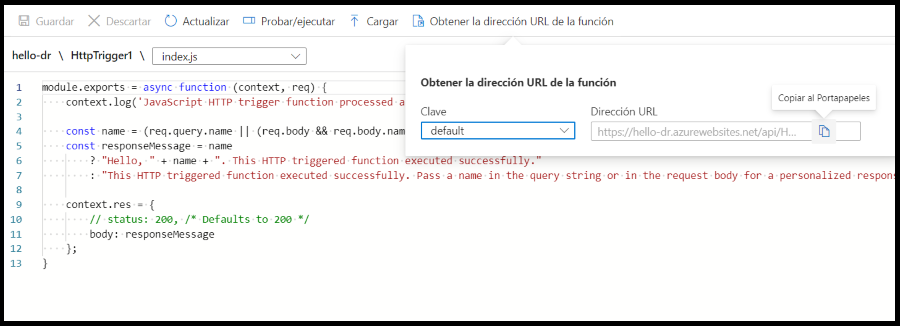 Guardar Descartar Actualizar Probar/ejecutar Cargar Obtener la dirección URL de la función
hello-dr \ HttpTrigger1 \ index.js
Obtener la dirección URL de la función
Copiar al Portapapeles
Clave Dirección URL
default https://hello-dr.azurewebsites.net/api/H...
1 module.exports = async function (context, req) {
2 context.log('JavaScript HTTP trigger function processed a
3
4 const name = (req.query.name || (req.body && req.body.nam
5 const responseMessage = name
6 ? "Hello, " + name + ". This HTTP triggered function executed successfully."
7 : "This HTTP triggered function executed successfully. Pass a name in the query string or in the request body for a personalized respon
8
9 context.res = {
10 // status: 200, /* Defaults to 200 */
11 body: responseMessage
12 };
13 }